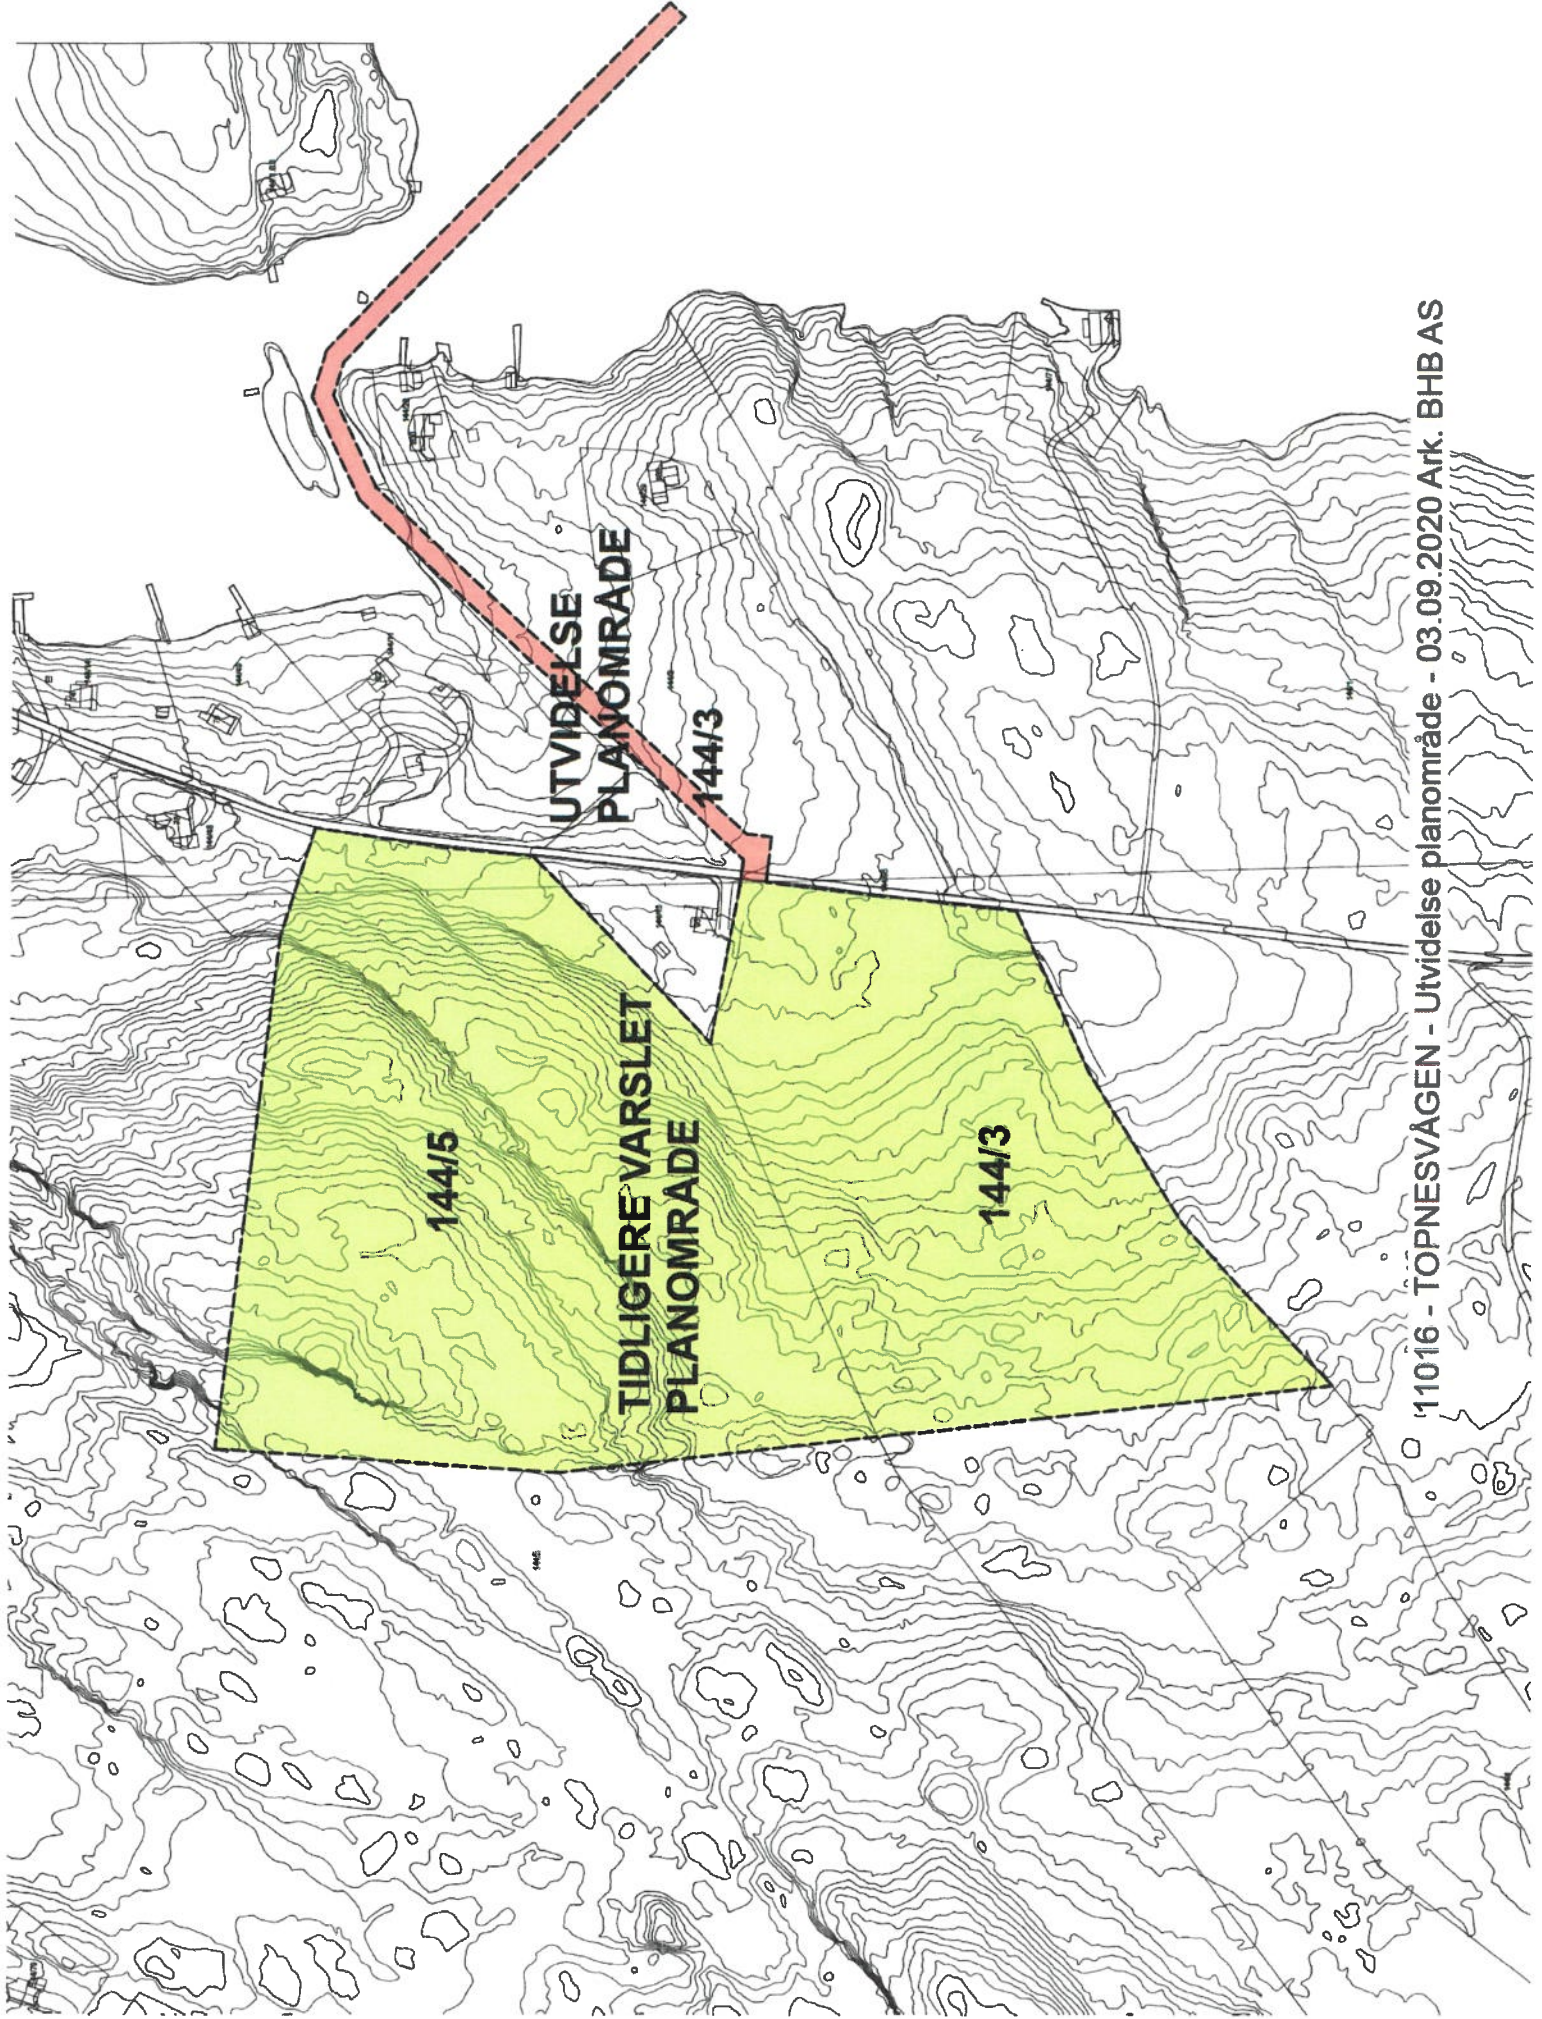 UTVIDELSE
PLANOMRÅDE
144/3
144/5
TIDLIGERE VARSLET
PLANOMRÅDE
144/3
11016 - TOPNESVÅGEN - Utvidelse planområde - 03.09.2020 Ark. BHB AS